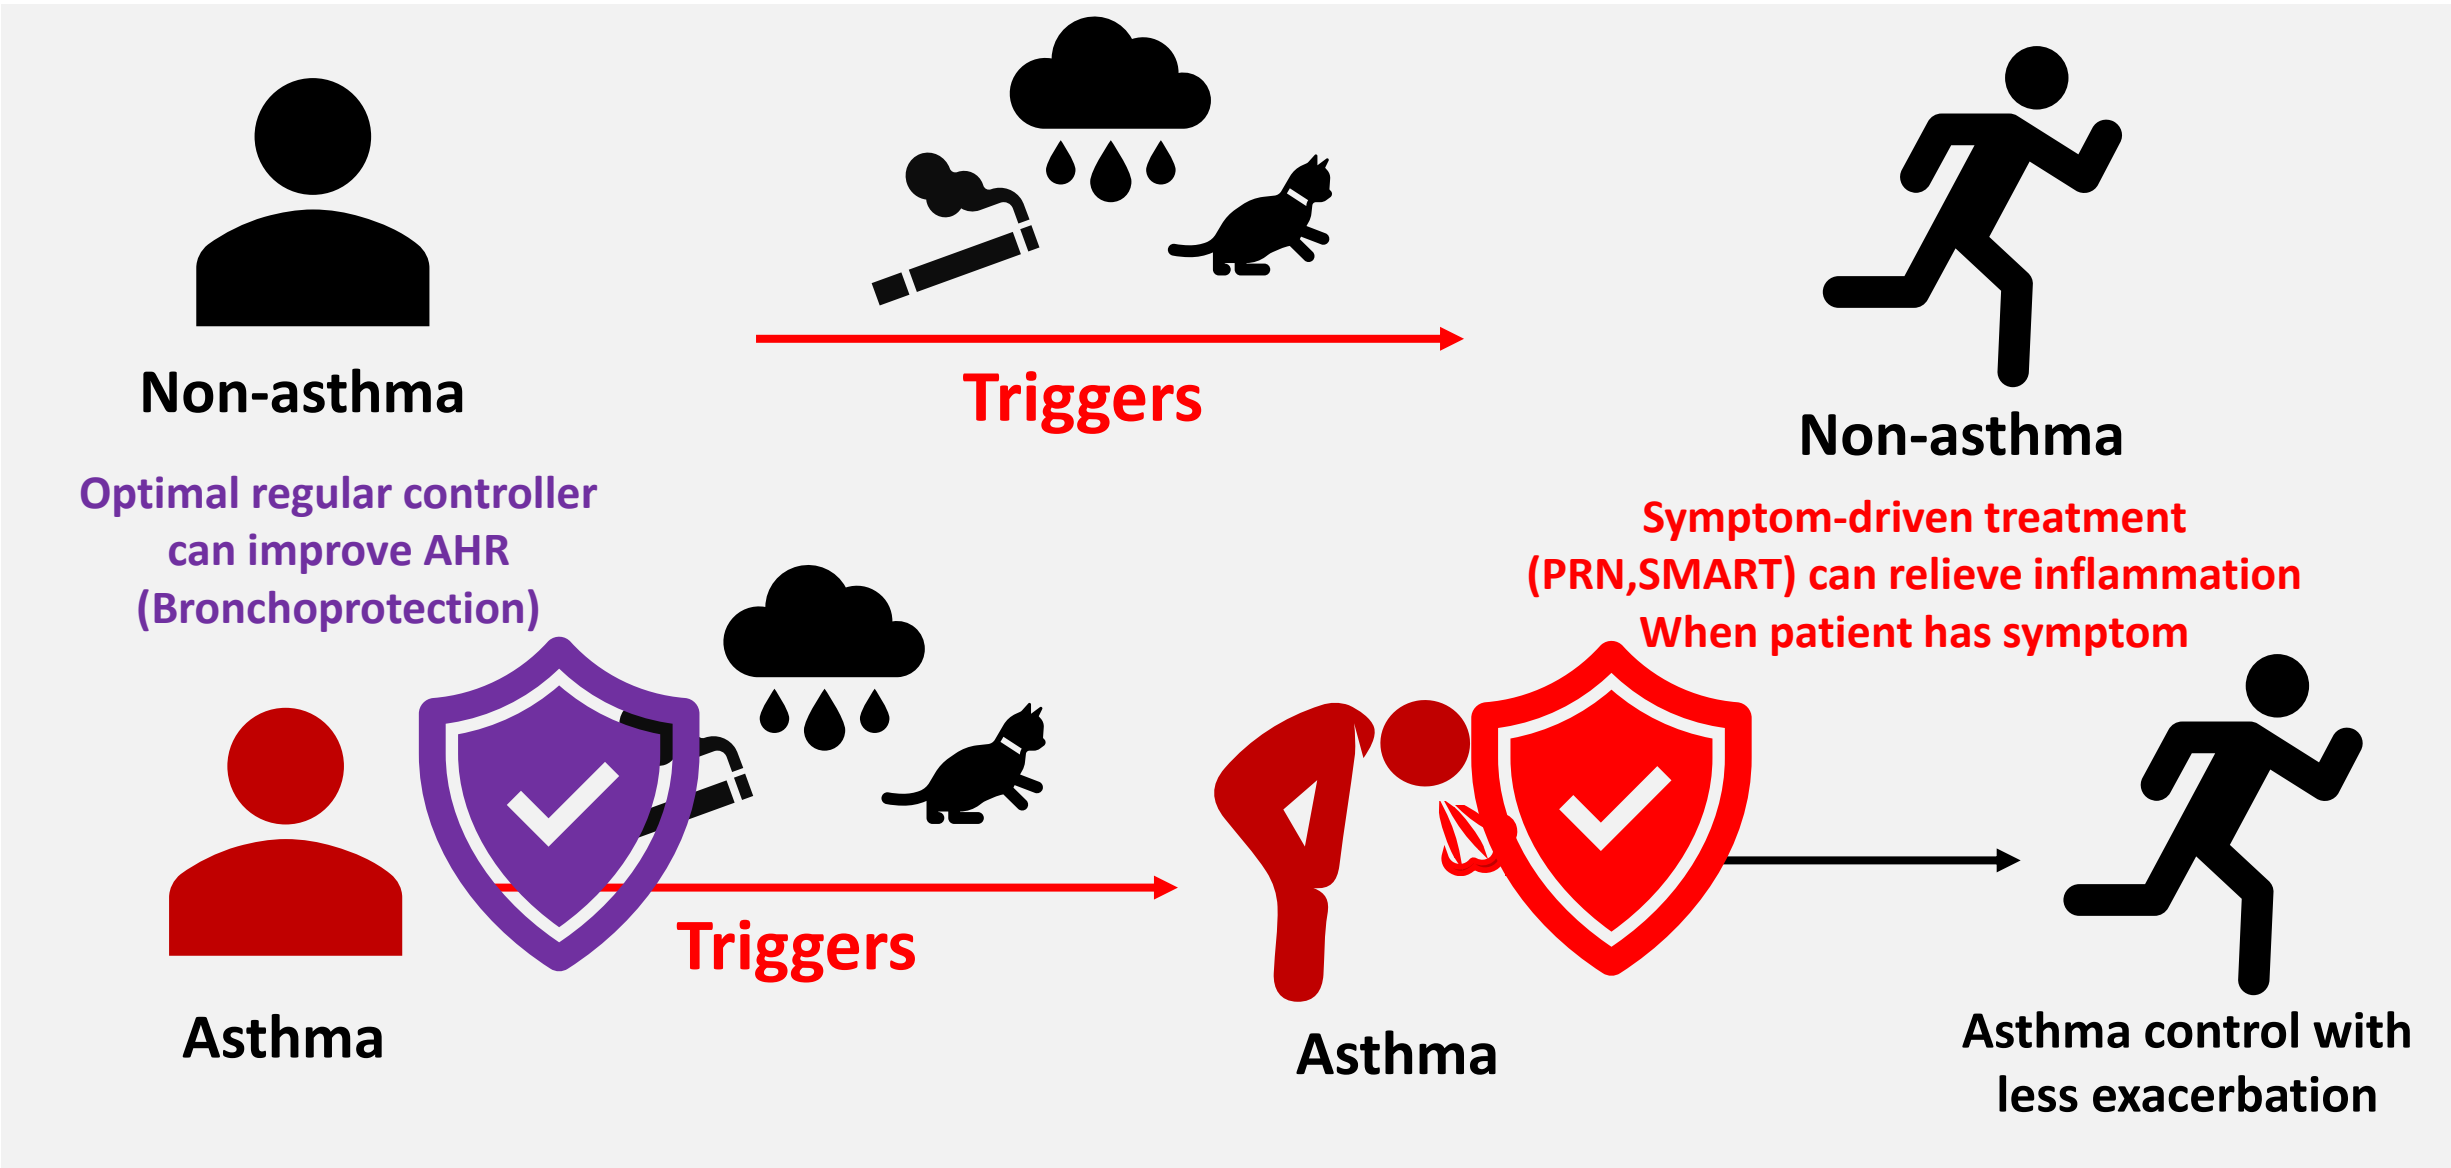 Non-asthma
Triggers
Non-asthma
Optimal regular controller
can improve AHR
(Bronchoprotection)
Symptom-driven treatment
(PRN,SMART) can relieve inflammation
When patient has symptom
Triggers
Asthma
Asthma
Asthma control with
less exacerbation